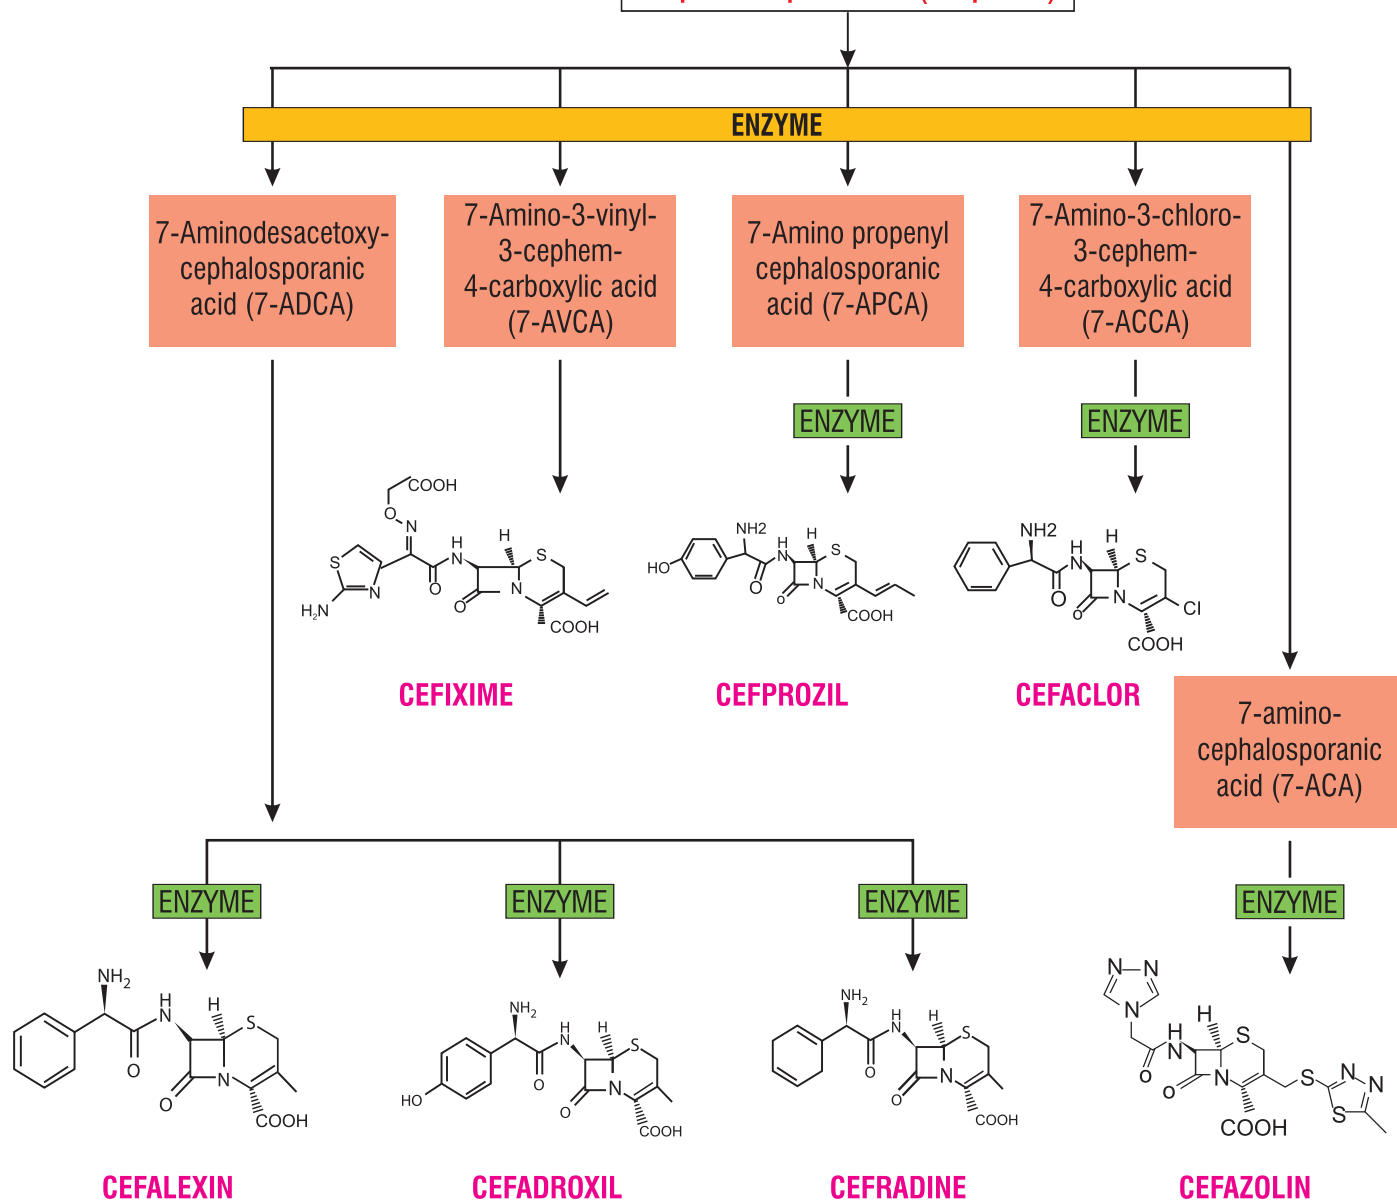 ENZYME
7-Aminodesacetoxy-
cephalosporanic
acid (7-ADCA)
7-Amino-3-vinyl-
3-cephem-
4-carboxylic acid
(7-AVCA)
7-Amino propenyl
cephalosporanic
acid (7-APCA)
7-Amino-3-chloro-
3-cephem-
4-carboxylic acid
(7-ACCA)
ENZYME
ENZYME
COOH
O
N
S
N
H₂N
O
H
N
H
S
N
O
COOH
NH2
HO
O
H
N
H
S
N
O
COOH
NH2
O
H
N
H
S
N
O
Cl
COOH
CEFIXIME
CEFPROZIL
CEFACLOR
7-amino-
cephalosporanic
acid (7-ACA)
ENZYME
ENZYME
ENZYME
ENZYME
NH₂
O
H
N
H
S
N
O
COOH
NH₂
HO
O
H
N
H
S
N
O
COOH
NH₂
O
H
N
H
S
N
O
COOH
N
N
N
O
H
N
H
S
N
O
COOH
S
N
N
S
CEFALEXIN
CEFADROXIL
CEFRADINE
CEFAZOLIN